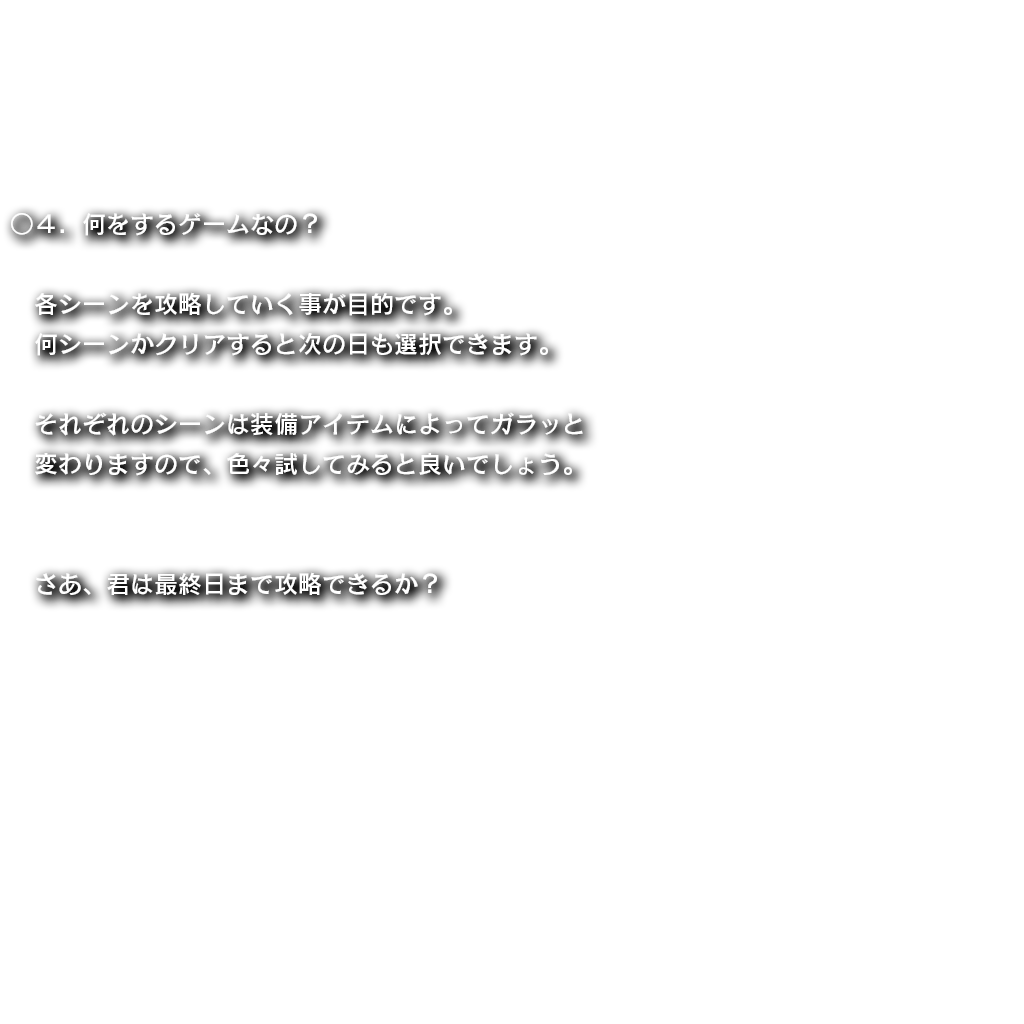 ○４．何をするゲームなの？
各シーンを攻略していく事が目的です。
何シーンかクリアすると次の日も選択できます。
それぞれのシーンは装備アイテムによってガラッと
変わりますので、色々試してみると良いでしょう。
さあ、君は最終日まで攻略できるか？